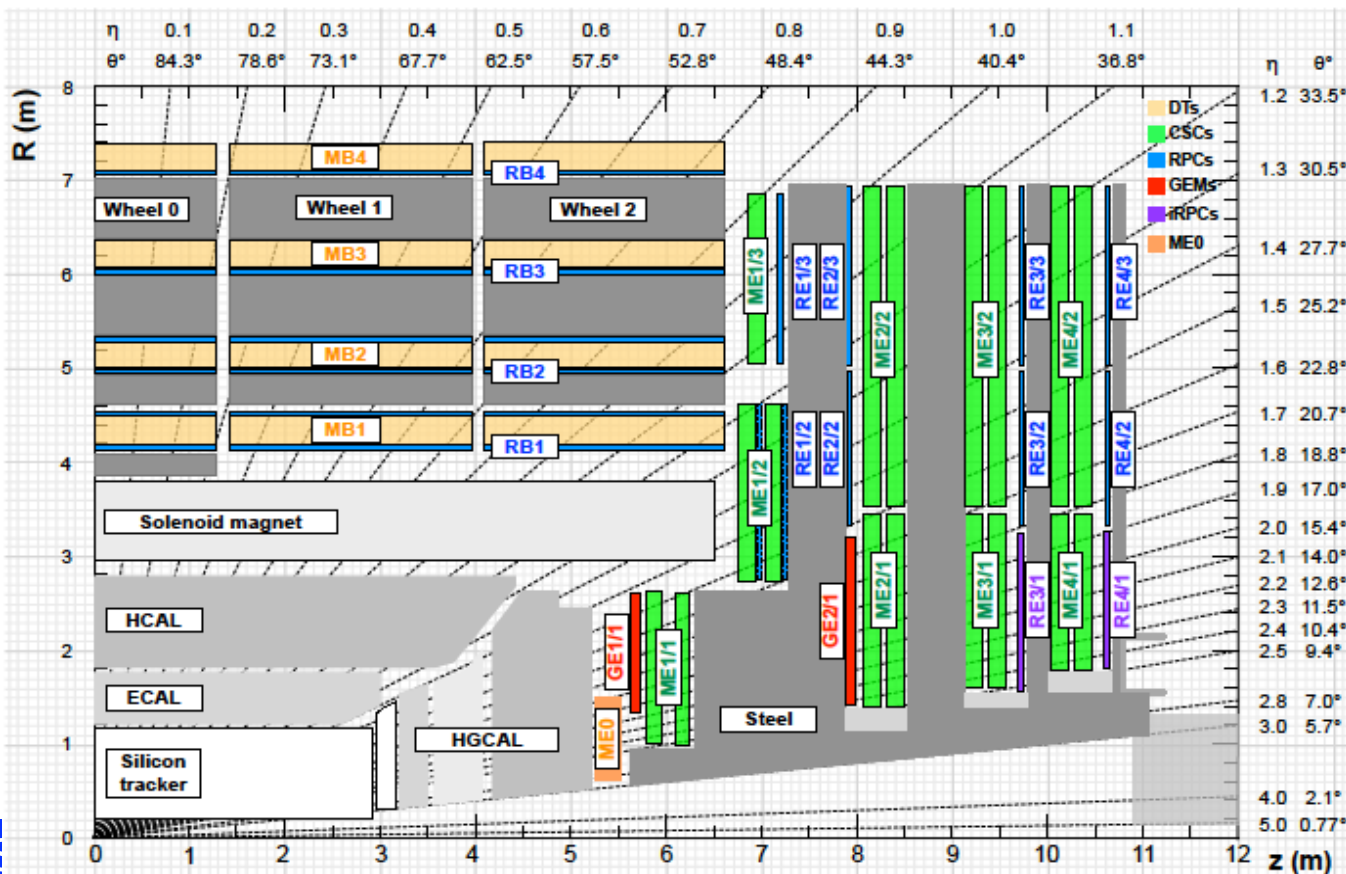 η 0.1 0.2 0.3 0.4 0.5 0.6 0.7 0.8 0.9 1.0 1.1
θ° 84.3° 78.6° 73.1° 67.7° 62.5° 57.5° 52.8° 48.4° 44.3° 40.4° 36.8° η θ°
R (m)
8 1.2 33.5°
DTs
CSCs
MB4
RPCs
RB4
7 1.3 30.5°
GEMs
Wheel 0 Wheel 1 Wheel 2
iRPCs
ME0
MB3
1.4 27.7°
RB3
6
ME1/3 RE1/3 RE2/3 ME2/2 ME3/2 RE3/3 ME4/2 RE4/3
1.5 25.2°
MB2
5 RB2 1.6 22.8°
1.7 20.7°
MB1
RB1
ME1/2 RE1/2 RE2/2 RE3/2 RE4/2
4 1.8 18.8°
1.9 17.0°
Solenoid magnet
2.0 15.4°
3 2.1 14.0°
2.2 12.6°
HCAL
2.3 11.5°
GE1/1 ME1/1 GE2/1 ME2/1 ME3/1 RE3/1 ME4/1 RE4/1
2.4 10.4°
2 2.5 9.4°
ECAL
2.8 7.0°
Steel
3.0 5.7°
1 HGCAL ME0
Silicon
tracker
4.0 2.1°
0 5.0 0.77°
0 1 2 3 4 5 6 7 8 9 10 11 12
z (m)